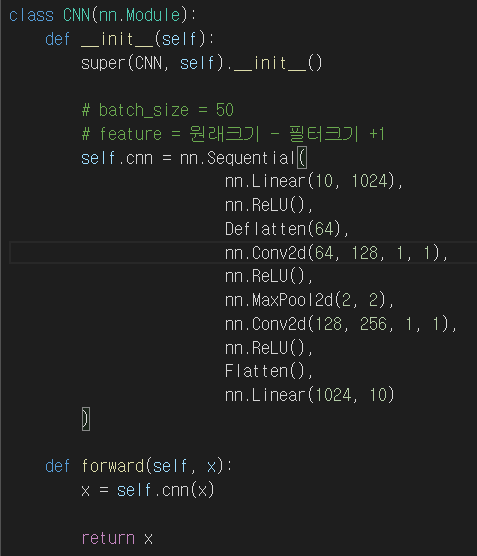 class CNN(nn.Module):
    def __init__(self):
        super(CNN, self).__init__()

        # batch_size = 50
        # feature = 원래크기 - 필터크기 +1
        self.cnn = nn.Sequential(
                        nn.Linear(10, 1024),
                        nn.ReLU(),
                        Deflatten(64),
                        nn.Conv2d(64, 128, 1, 1),
                        nn.ReLU(),
                        nn.MaxPool2d(2, 2),
                        nn.Conv2d(128, 256, 1, 1),
                        nn.ReLU(),
                        Flatten(),
                        nn.Linear(1024, 10)
        )

    def forward(self, x):
        x = self.cnn(x)

        return x